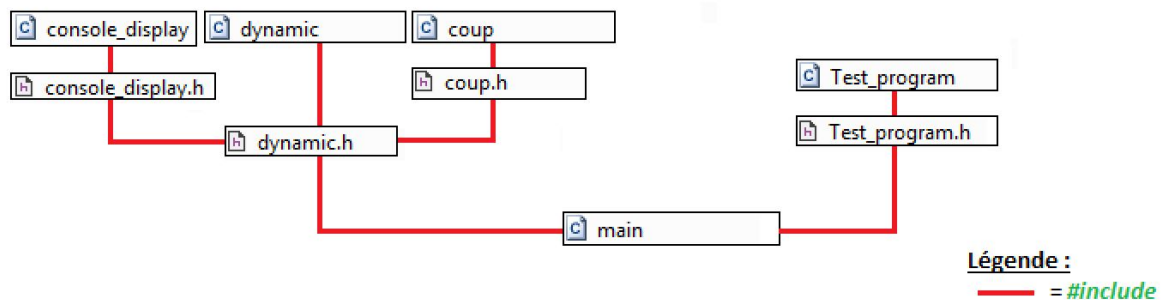 console_display
dynamic
coup
console_display.h
coup.h
Test_program
dynamic.h
Test_program.h
main
Légende :
= #include